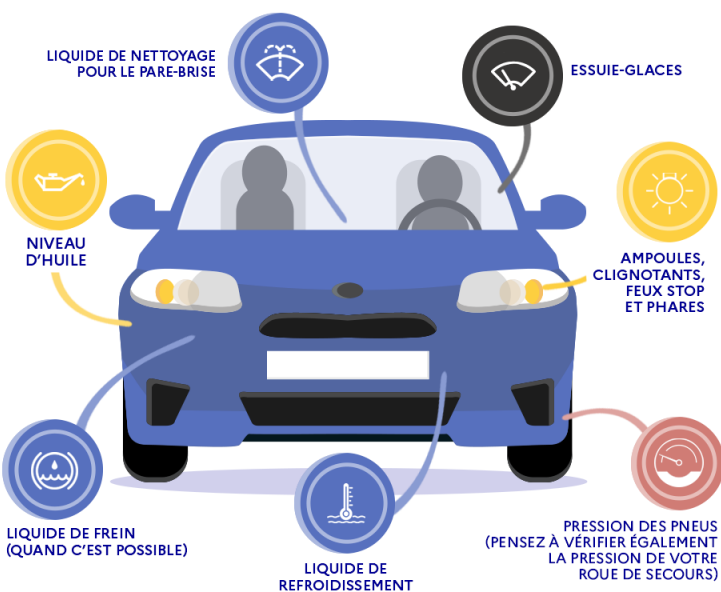 LIQUIDE DE NETTOYAGE
POUR LE PARE-BRISE
ESSUIE-GLACES
NIVEAU
D'HUILE
AMPOULES,
CLIGNOTANTS,
FEUX STOP
ET PHARES
LIQUIDE DE FREIN
(QUAND C'EST POSSIBLE)
LIQUIDE DE
REFROIDISSEMENT
PRESSION DES PNEUS
(PENSEZ À VÉRIFIER ÉGALEMENT
LA PRESSION DE VOTRE
ROUE DE SECOURS)